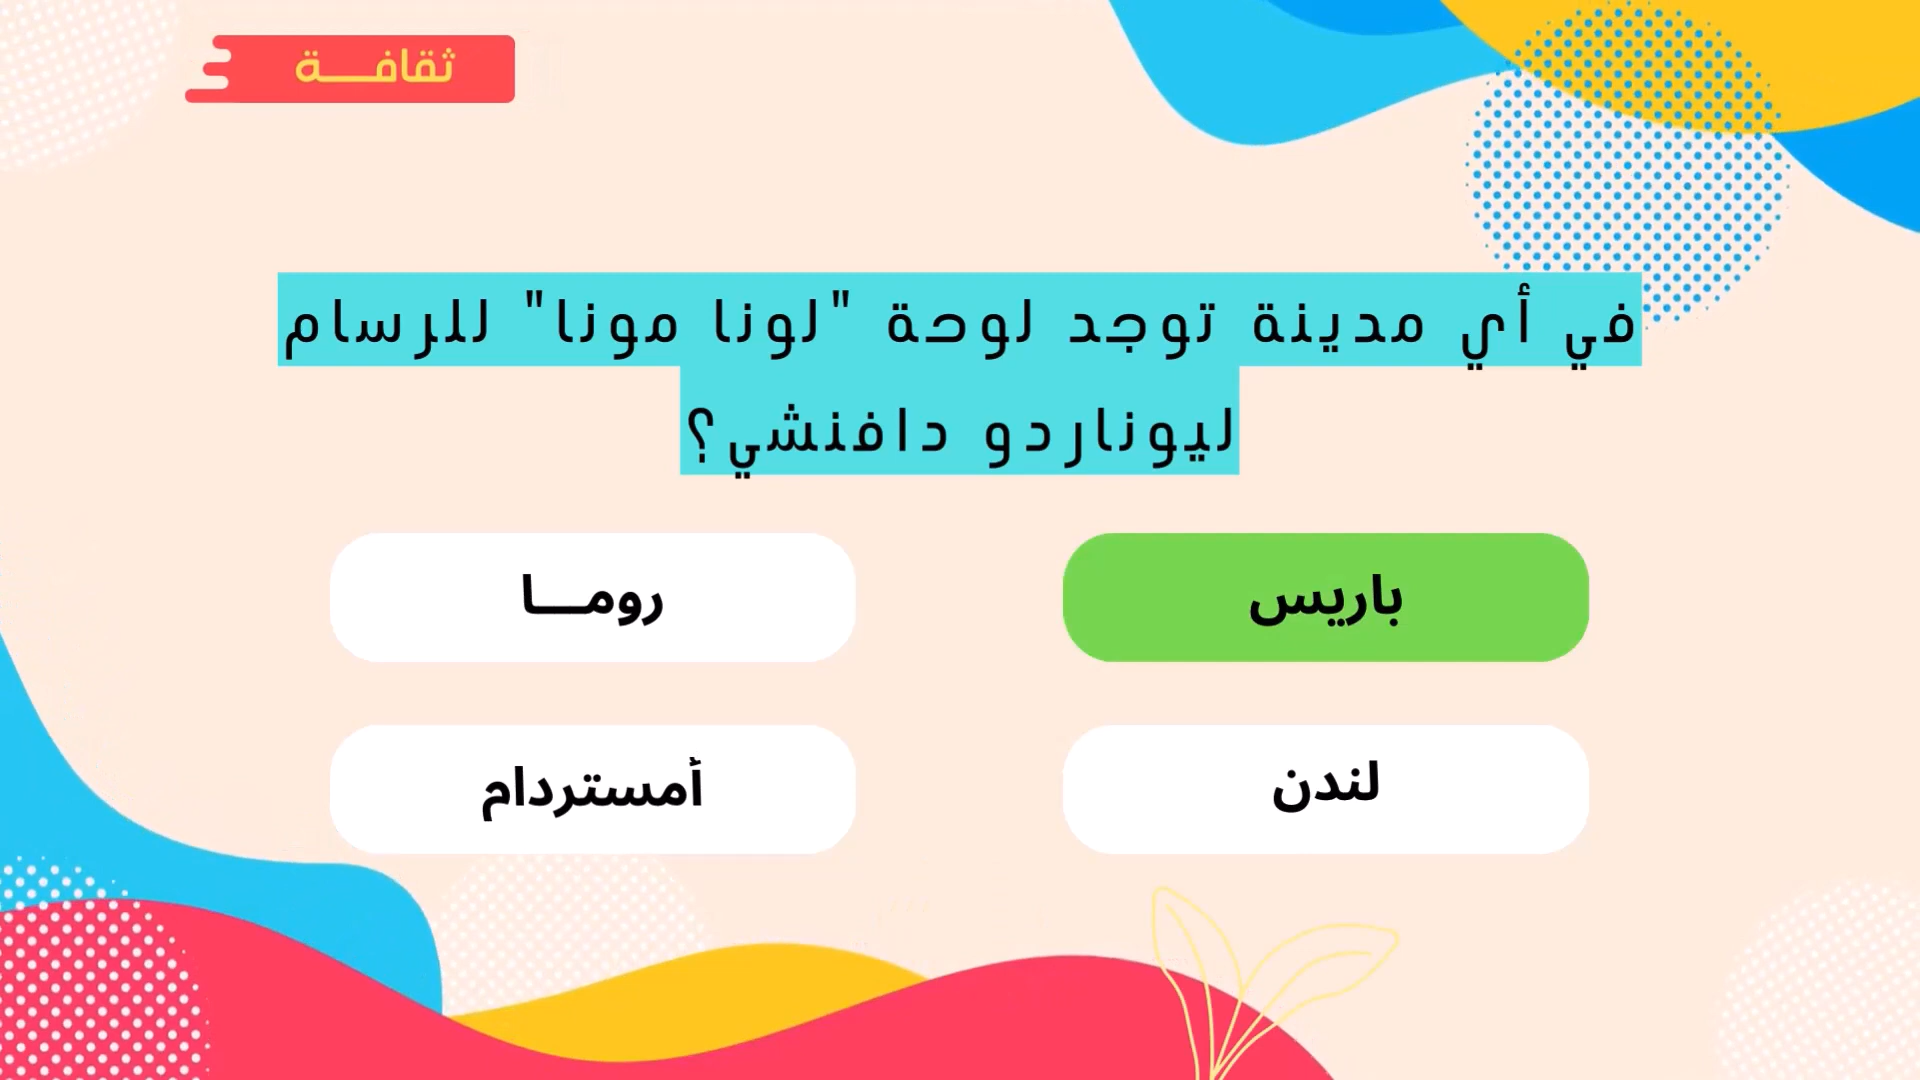 ثقافـــة
في أي مدينة توجد لوحة "لونا مونا" للرسام
ليوناردو دافنشي؟
باريس
رومـــا
لندن
أمستردام